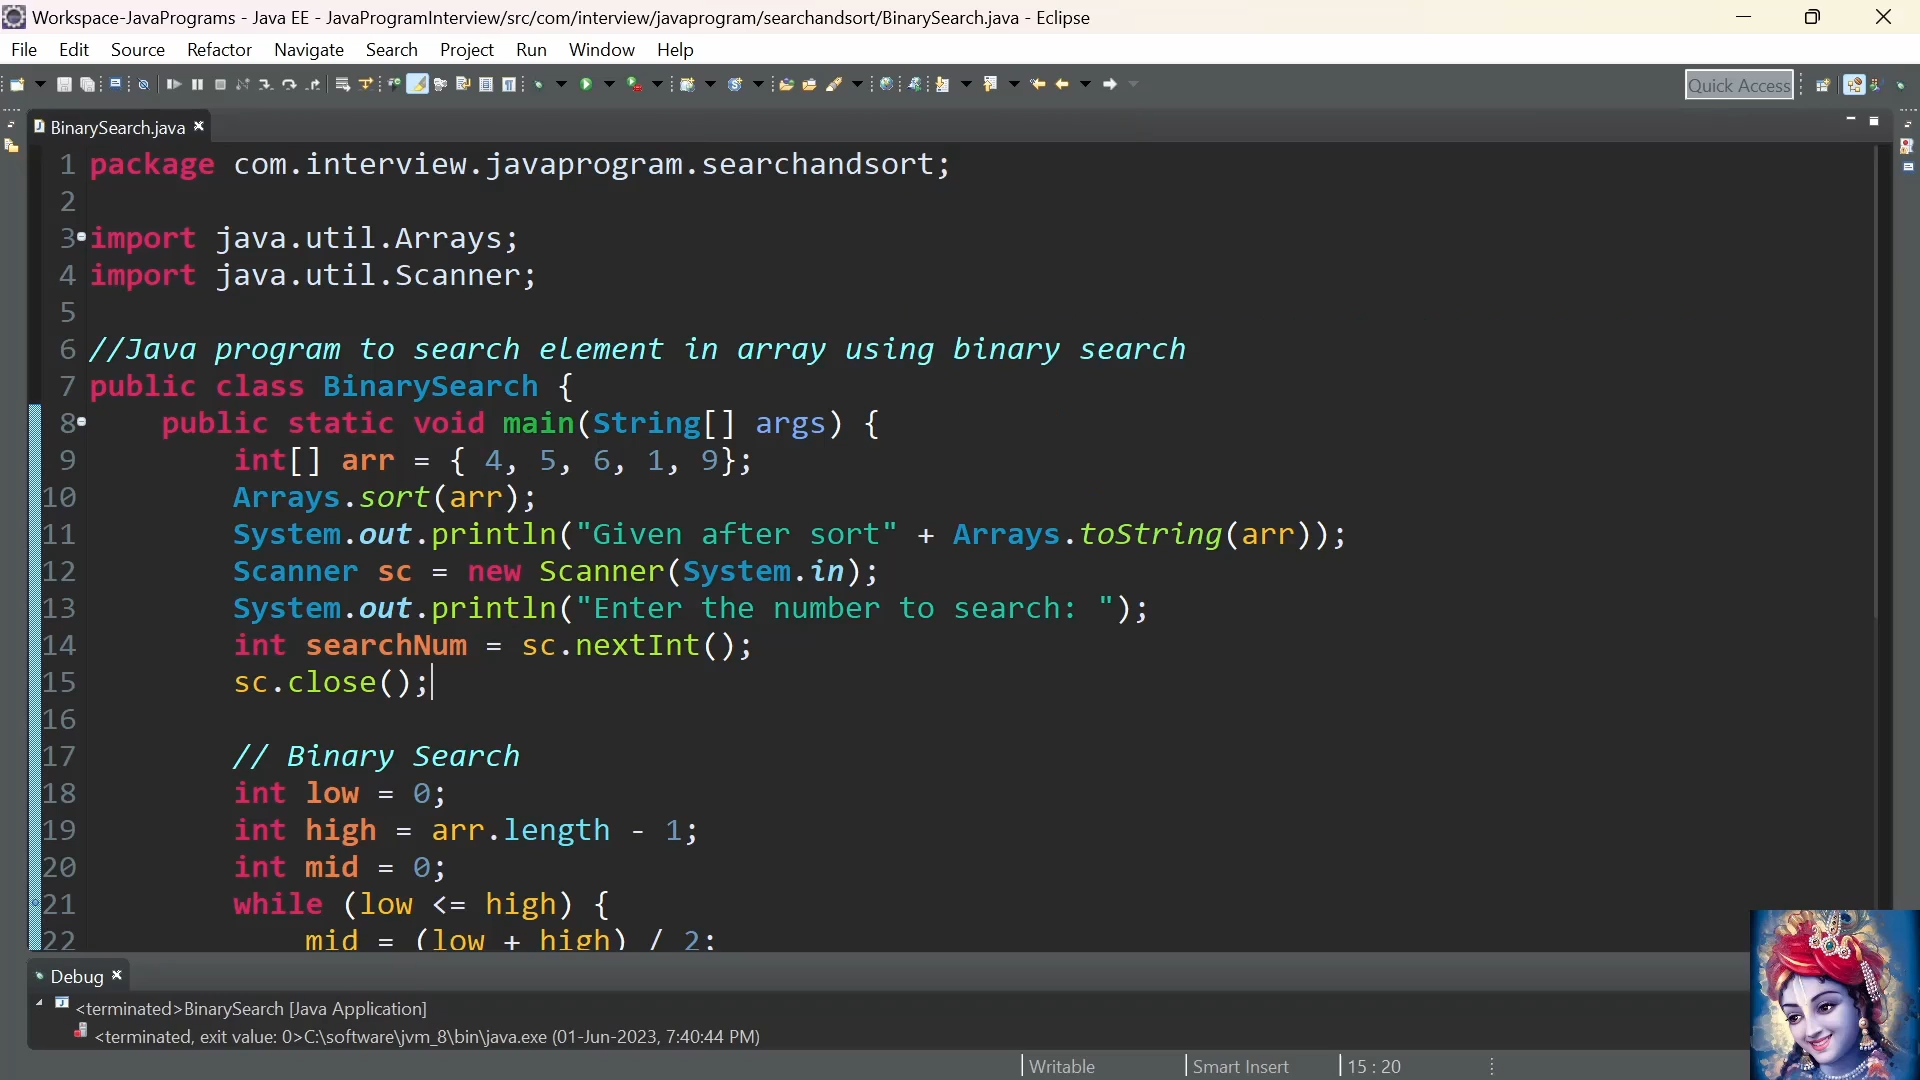 Workspace-JavaPrograms - Java EE - JavaProgramInterview/src/com/interview/javaprogram/searchandsort/BinarySearch.java - Eclipse
File Edit Source Refactor Navigate Search Project Run Window Help
Quick Access
BinarySearch.java
1 package com.interview.javaprogram.searchandsort;
2
3 import java.util.Arrays;
4 import java.util.Scanner;
5
6 //Java program to search element in array using binary search
7 public class BinarySearch {
8 public static void main(String[] args) {
9 int[] arr = { 4, 5, 6, 1, 9};
10 Arrays.sort(arr);
11 System.out.println("Given after sort" + Arrays.toString(arr));
12 Scanner sc = new Scanner(System.in);
13 System.out.println("Enter the number to search: ");
14 int searchNum = sc.nextInt();
15 sc.close();
16
17 // Binary Search
18 int low = 0;
19 int high = arr.length - 1;
20 int mid = 0;
21 while (low <= high) {
22 mid = (low + high) / 2;
Debug
<terminated>BinarySearch [Java Application]
<terminated, exit value: 0>C:\software\jvm_8\bin\java.exe (01-Jun-2023, 7:40:44 PM)
Writable Smart Insert 15 : 20